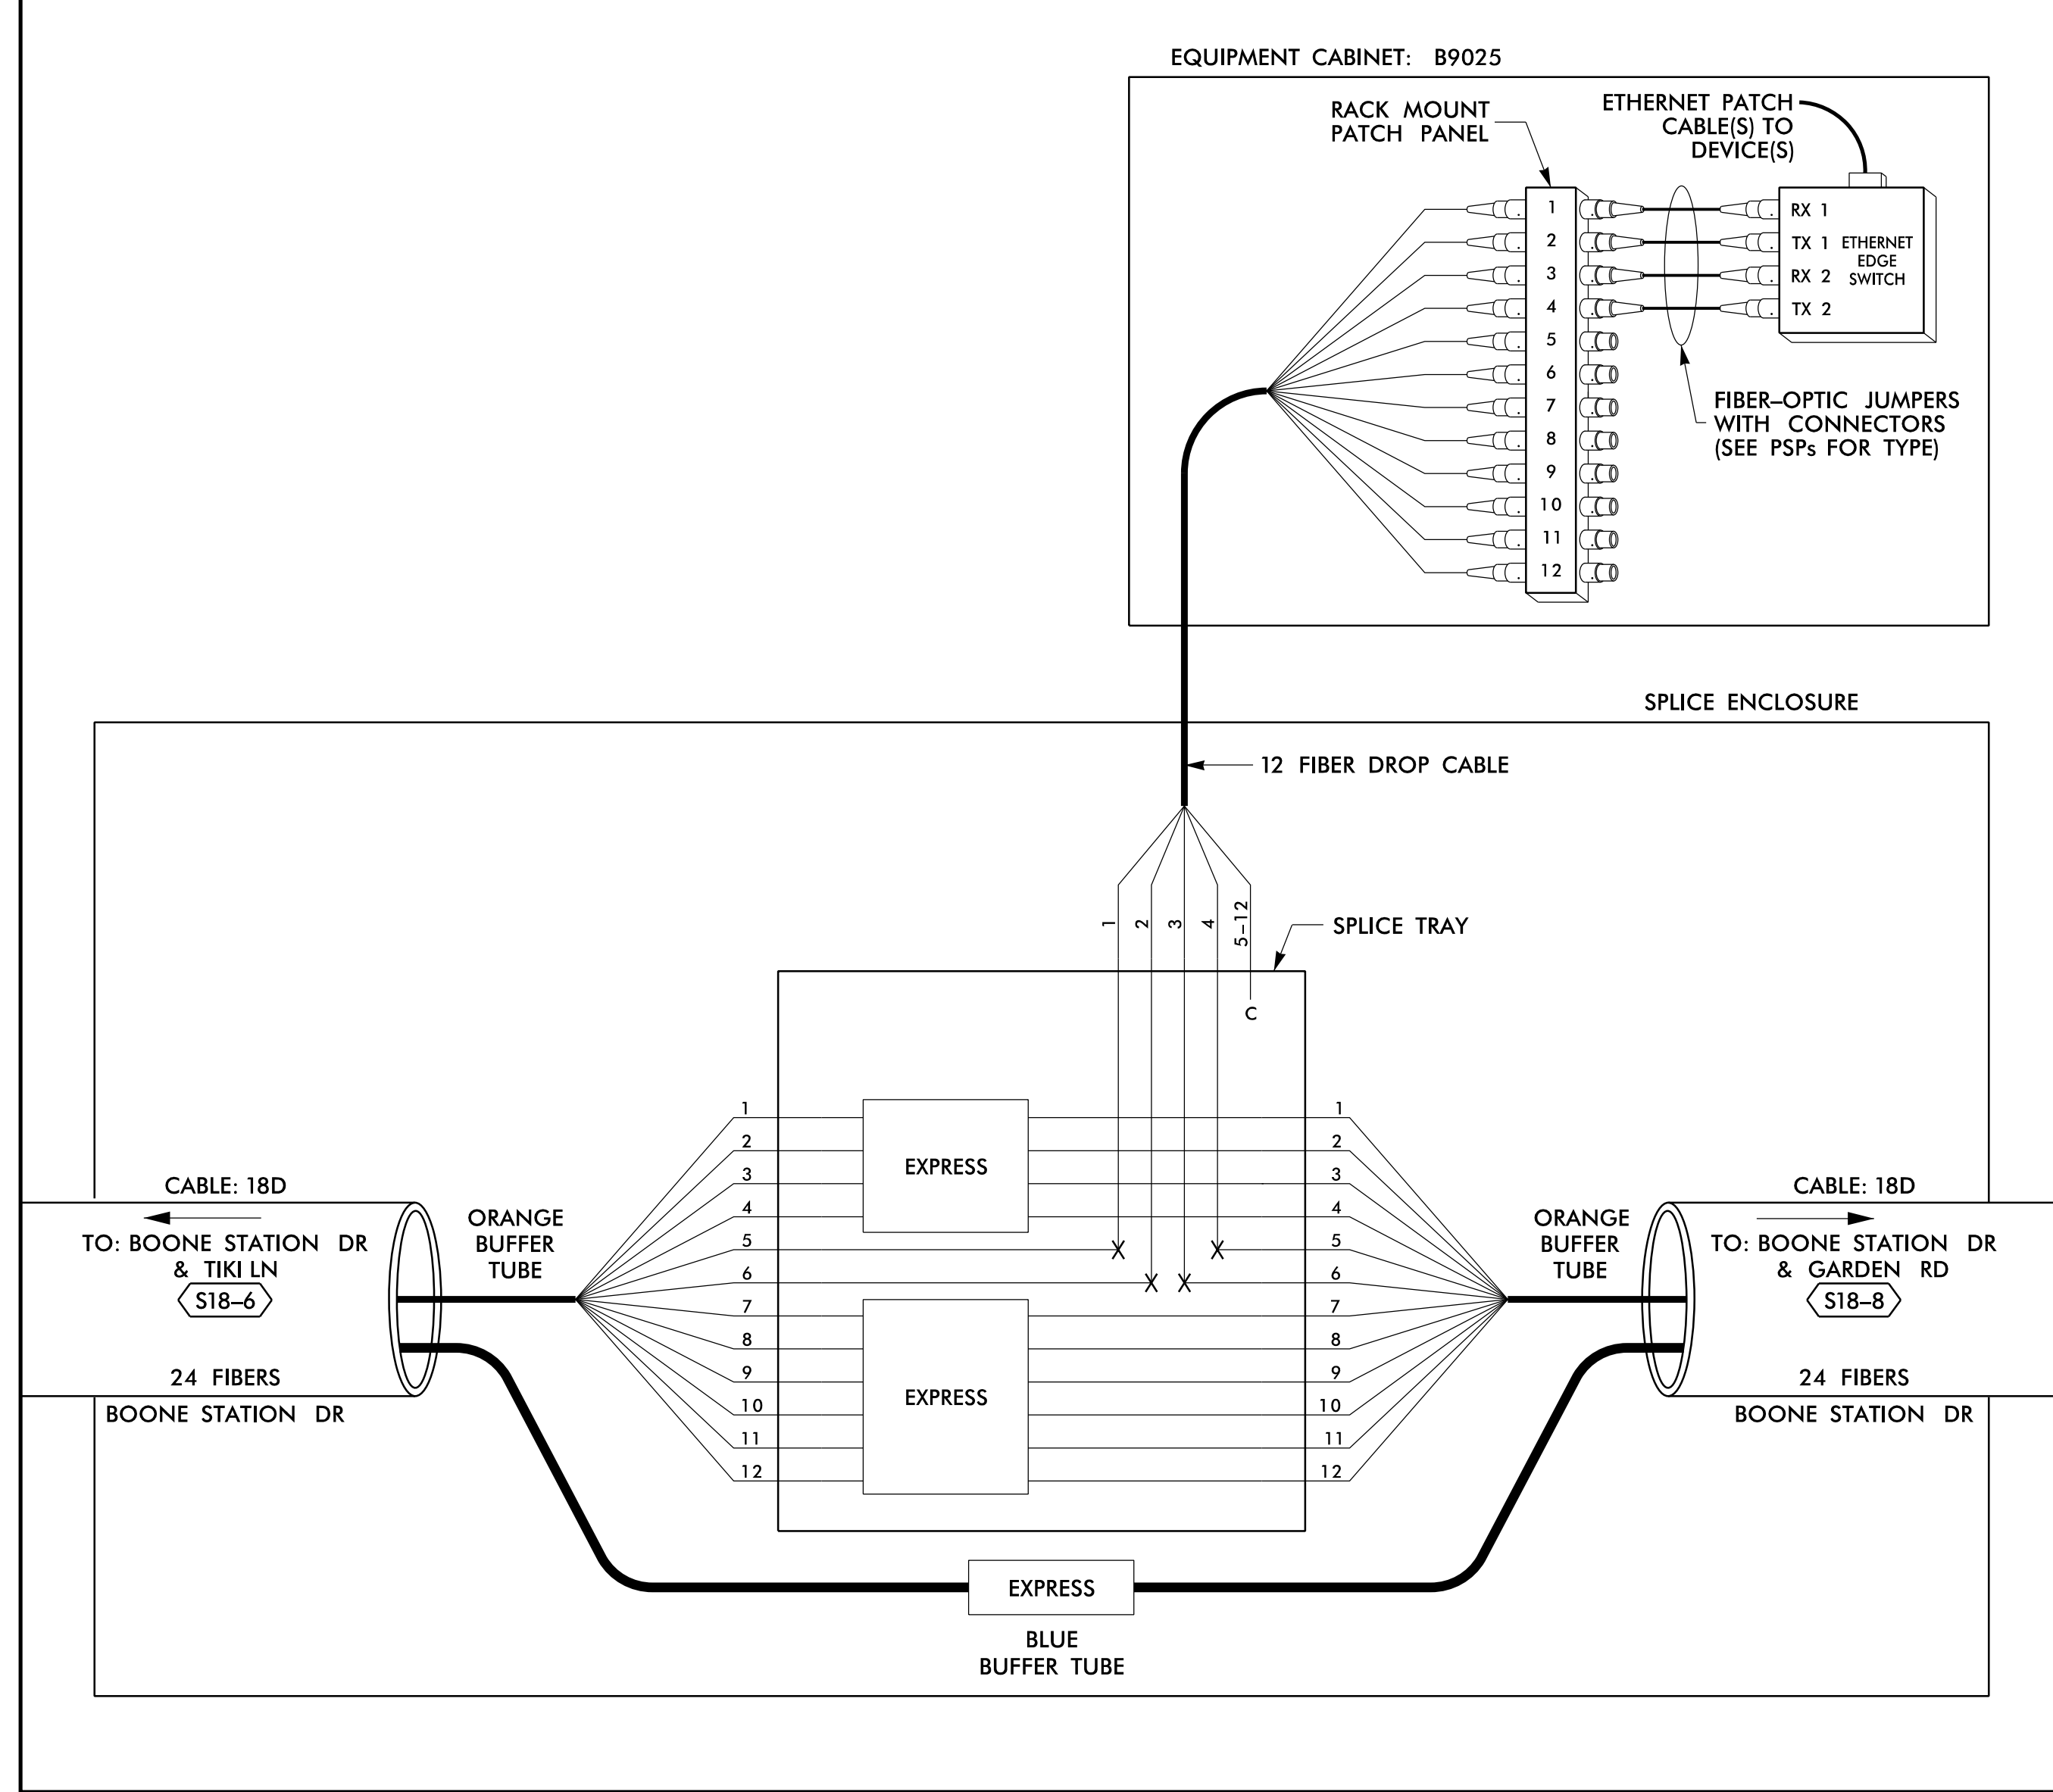 EQUIPMENT CABINET: B9025
RACK MOUNT
PATCH PANEL
ETHERNET PATCH
CABLE(S) TO
DEVICE(S)
1
2
3
4
5
6
7
8
9
10
11
12
RX 1
TX 1
RX 2
TX 2
ETHERNET
EDGE
SWITCH
FIBER–OPTIC JUMPERS
WITH CONNECTORS
(SEE PSPs FOR TYPE)
SPLICE ENCLOSURE
12 FIBER DROP CABLE
1
2
3
4
5–12
SPLICE TRAY
C
CABLE: 18D
TO: BOONE STATION DR
& TIKI LN
S18–6
24 FIBERS
BOONE STATION DR
ORANGE
BUFFER
TUBE
1
2
3
4
5
6
7
8
9
10
11
12
EXPRESS
EXPRESS
1
2
3
4
5
6
7
8
9
10
11
12
ORANGE
BUFFER
TUBE
CABLE: 18D
TO: BOONE STATION DR
& GARDEN RD
S18–8
24 FIBERS
BOONE STATION DR
EXPRESS
BLUE
BUFFER TUBE